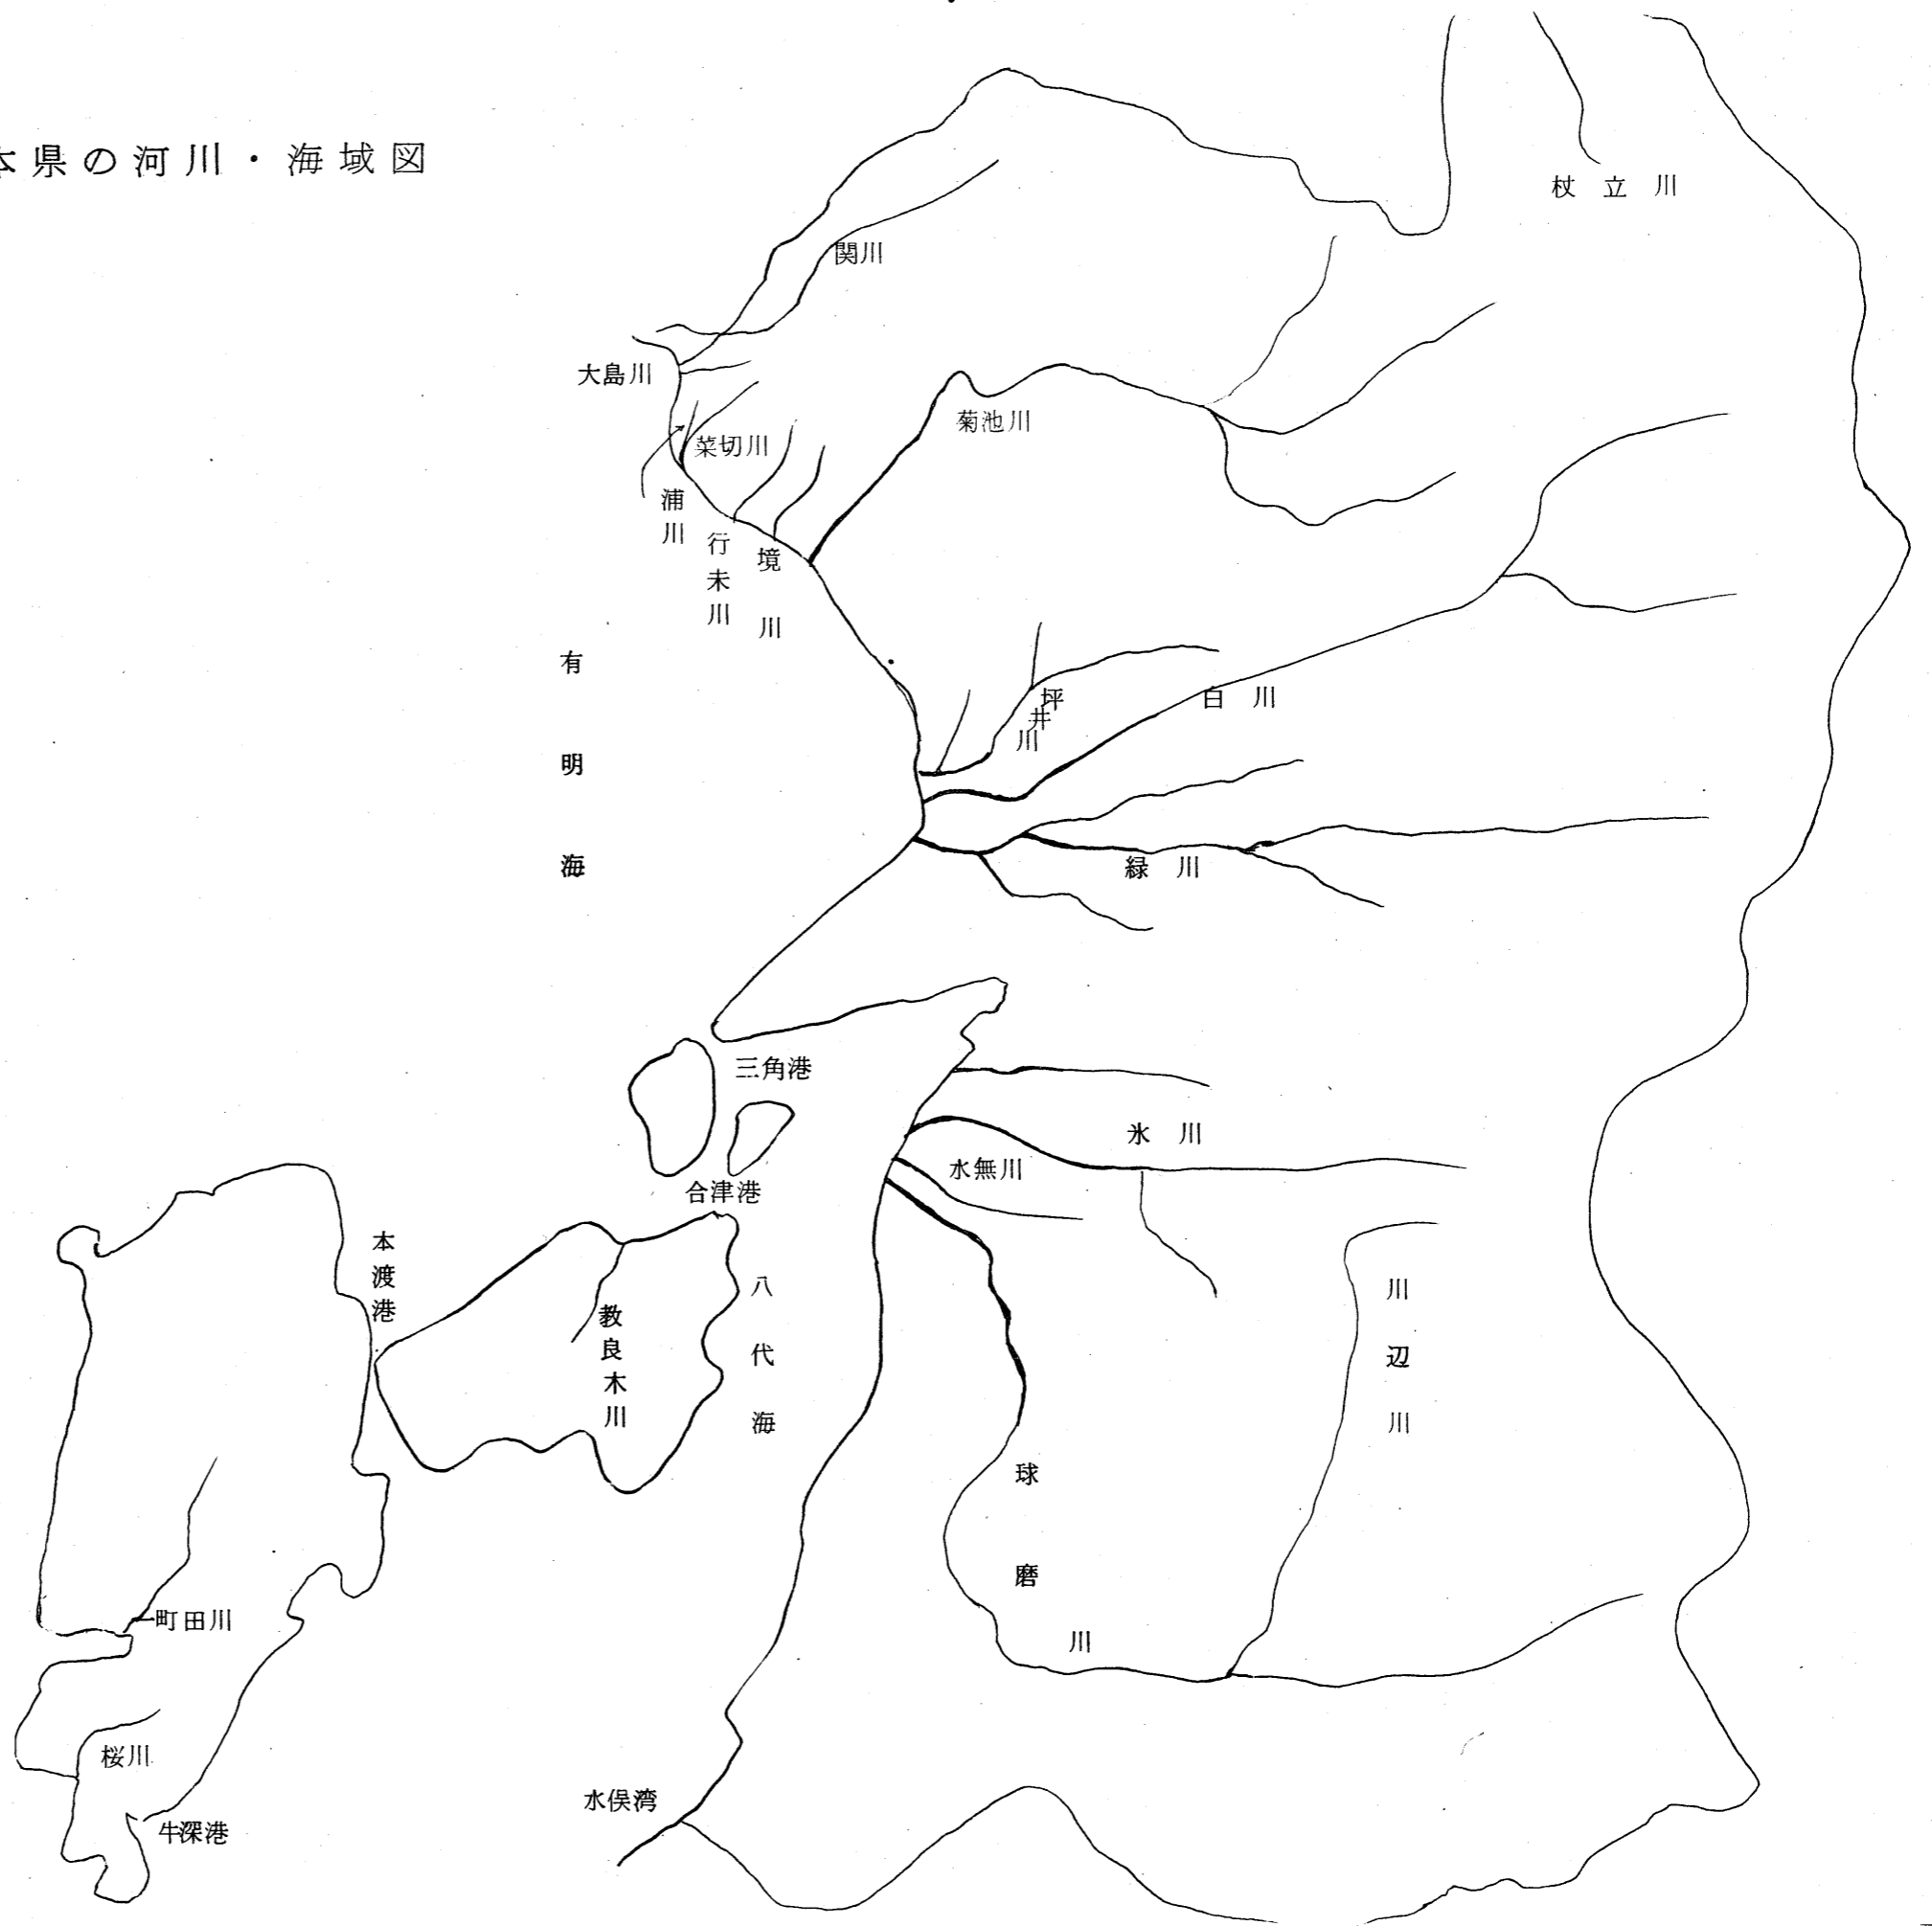 本県の河川・海域図
杖立川
関川
大島川
菊池川
菜切川
浦川
行末川
境川
有明海
坪井川
白川
緑川
三角港
氷川
水無川
合津港
本渡港
八代海
教良木川
川辺川
球磨川
町田川
桜川
水俣湾
牛深港